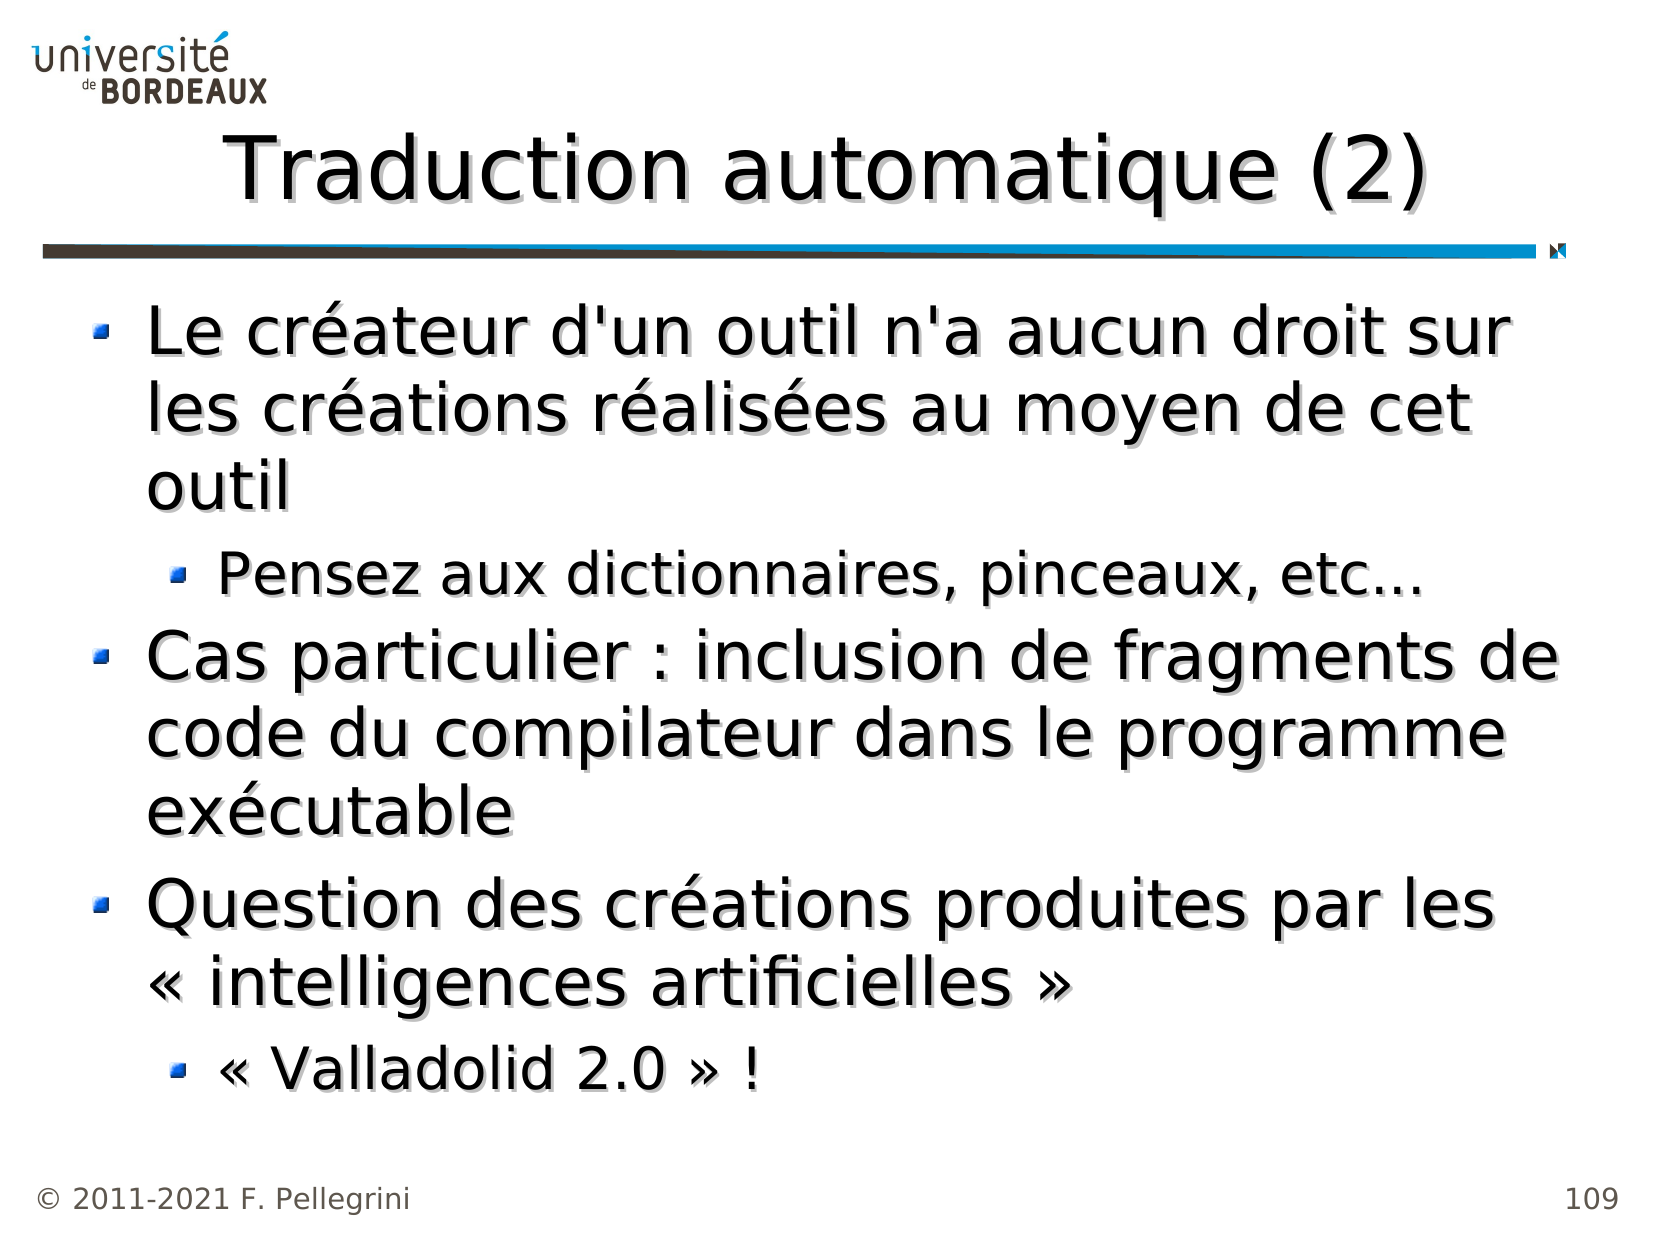 université
de BORDEAUX
Traduction automatique (2)
Le créateur d'un outil n'a aucun droit sur
les créations réalisées au moyen de cet
outil
Pensez aux dictionnaires, pinceaux, etc...
Cas particulier : inclusion de fragments de
code du compilateur dans le programme
exécutable
Question des créations produites par les
« intelligences artificielles »
« Valladolid 2.0 » !
© 2011-2021 F. Pellegrini
109